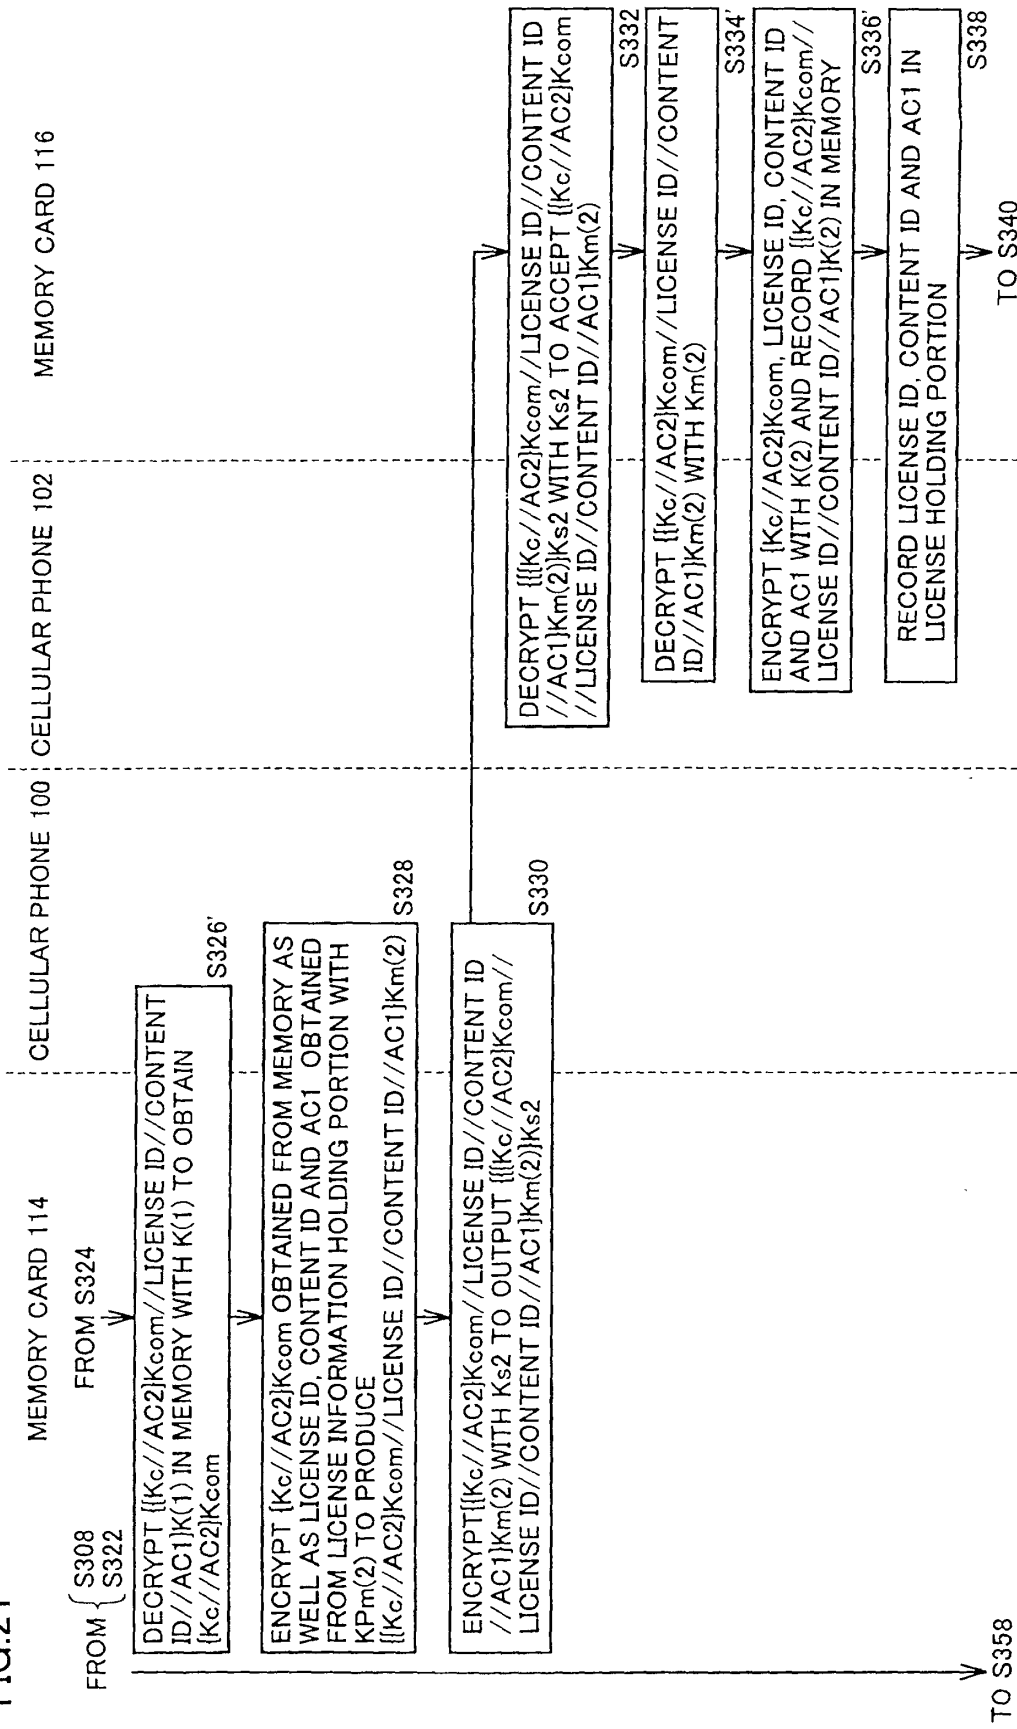 MEMORY CARD 114
CELLULAR PHONE 100
CELLULAR PHONE 102
MEMORY CARD 116
FROM { S308
S322
FROM S324
DECRYPT {{Kc//AC2}Kcom//LICENSE ID//CONTENT
ID//AC1}K(1) IN MEMORY WITH K(1) TO OBTAIN
{Kc//AC2}Kcom
S326'
ENCRYPT {Kc//AC2}Kcom OBTAINED FROM MEMORY AS
WELL AS LICENSE ID, CONTENT ID AND AC1 OBTAINED
FROM LICENSE INFORMATION HOLDING PORTION WITH
KPm(2) TO PRODUCE
{{Kc//AC2}Kcom//LICENSE ID//CONTENT ID//AC1}Km(2)
S328
ENCRYPT{{Kc//AC2}Kcom//LICENSE ID//CONTENT ID
//AC1}Km(2) WITH Ks2 TO OUTPUT {{{Kc//AC2}Kcom//
LICENSE ID//CONTENT ID//AC1}Km(2)}Ks2
S330
DECRYPT {{{Kc//AC2}Kcom//LICENSE ID//CONTENT ID
//AC1}Km(2)}Ks2 WITH Ks2 TO ACCEPT {{Kc//AC2}Kcom
//LICENSE ID//CONTENT ID//AC1}Km(2)
S332
DECRYPT {{Kc//AC2}Kcom//LICENSE ID//CONTENT
ID//AC1}Km(2) WITH Km(2)
S334'
ENCRYPT {Kc//AC2}Kcom, LICENSE ID, CONTENT ID
AND AC1 WITH K(2) AND RECORD {{Kc//AC2}Kcom//
LICENSE ID//CONTENT ID//AC1}K(2) IN MEMORY
S336'
RECORD LICENSE ID, CONTENT ID AND AC1 IN
LICENSE HOLDING PORTION
S338
TO S340
TO S358